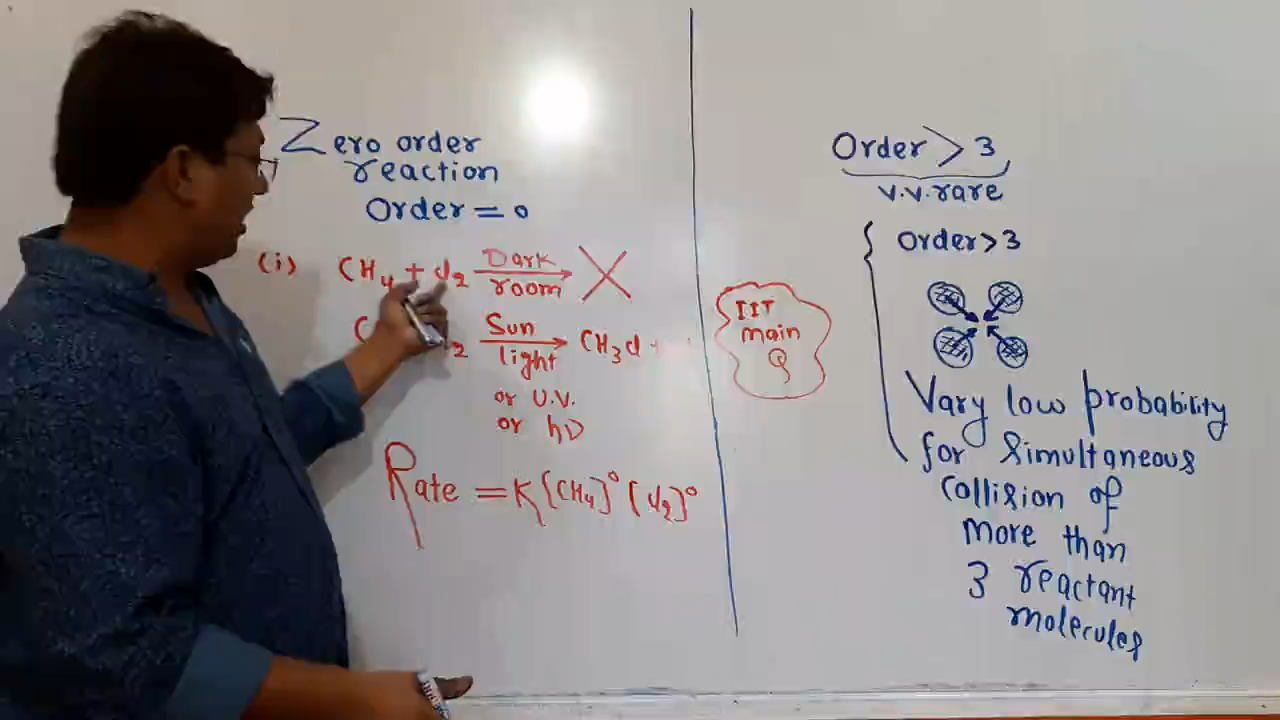 Zero order
reaction
Order = 0
(i) CH4 + Cl2 Dark room
Cl2 Sun light CH3Cl +
or U.V.
or hν
Rate = K[CH4]⁰ [Cl2]⁰
IIT
main
Q
Order > 3
v.v.rare
Order > 3
Vary low probability
for Simultaneous
Collision of
more than
3 reactant
molecules